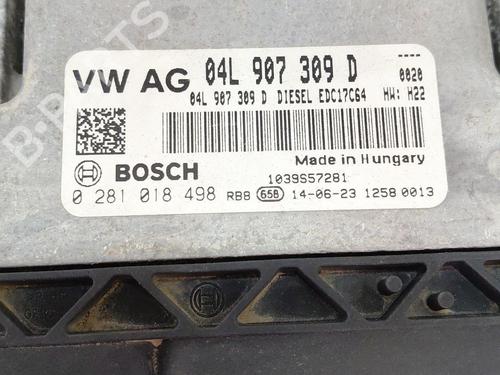 VW AG 04L 907 309 D
0020
04L 907 309 D DIESEL EDC17C64 HW: H22
BOSCH
Made in Hungary
1039S57281
0 281 018 498 RB8 658 14-06-23 1258 0013
B-PARTS